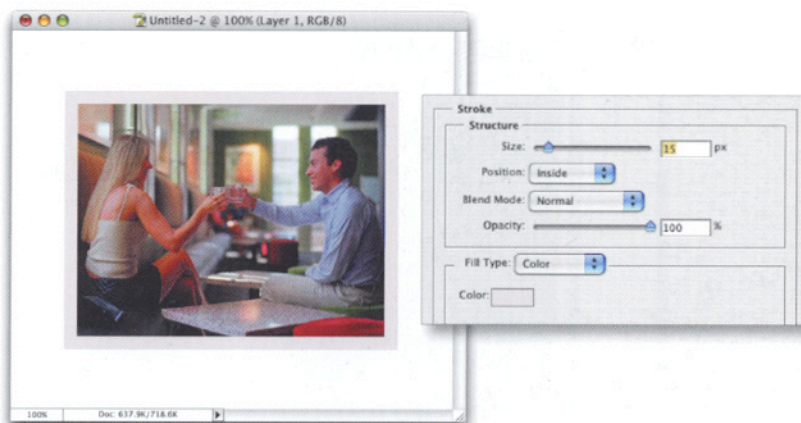 Untitled-2 @ 100% (Layer 1, RGB/8)
100%
Doc: 637.9K/718.6K
Stroke
Structure
Size: 15 px
Position: Inside
Blend Mode: Normal
Opacity: 100 %
Fill Type: Color
Color: